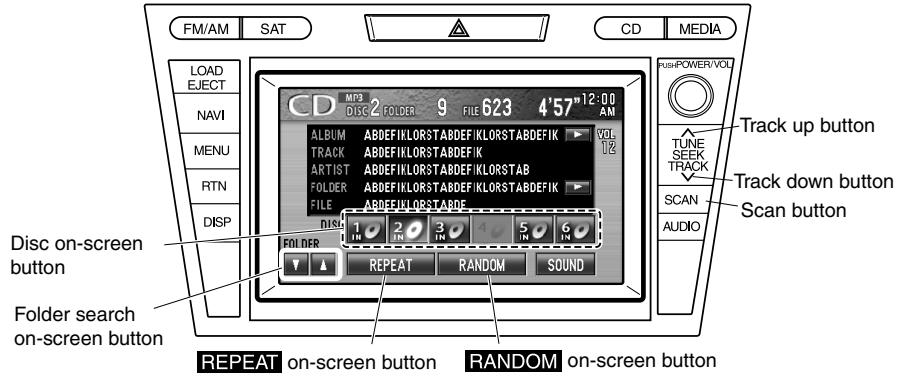 FM/AM SAT CD MEDIA
LOAD
EJECT
NAVI
MENU
RTN
DISP
PUSH POWER/VOL
TUNE
SEEK
TRACK
SCAN
AUDIO
CD MP3 DISC 2 FOLDER 9 FILE 623 4'57" 12:00 AM
VOL
12
ALBUM ABDEFIKLORSTABDEFIKLORSTABDEFIK
TRACK ABDEFIKLORSTABDEFIK
ARTIST ABDEFIKLORSTABDEFIKLORSTAB
FOLDER ABDEFIKLORSTABDEFIKLORSTABDEFIK
FILE ABDEFIKLORSTABDE
DISC 1 IN 2 IN 3 IN 4 5 IN 6 IN
FOLDER
REPEAT RANDOM SOUND
Track up button
Track down button
Scan button
Disc on-screen
button
Folder search
on-screen button
REPEAT on-screen button
RANDOM on-screen button